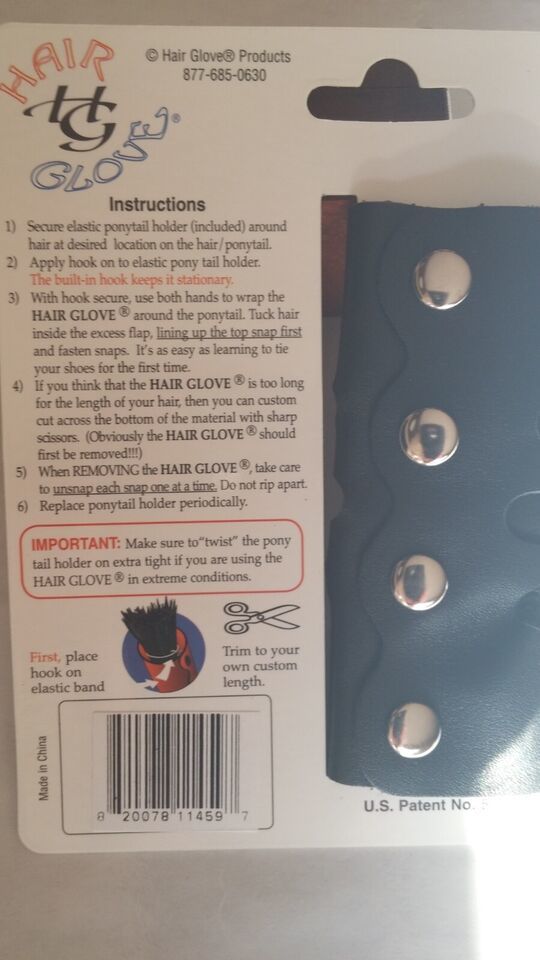 HAIR
HG
GLOVE®
© Hair Glove® Products
877-685-0630
Instructions
1) Secure elastic ponytail holder (included) around
hair at desired location on the hair/ponytail.
2) Apply hook on to elastic pony tail holder.
The built-in hook keeps it stationary.
3) With hook secure, use both hands to wrap the
HAIR GLOVE ® around the ponytail. Tuck hair
inside the excess flap, lining up the top snap first
and fasten snaps. It's as easy as learning to tie
your shoes for the first time.
4) If you think that the HAIR GLOVE ® is too long
for the length of your hair, then you can custom
cut across the bottom of the material with sharp
scissors. (Obviously the HAIR GLOVE ® should
first be removed!!!)
5) When REMOVING the HAIR GLOVE ®, take care
to unsnap each snap one at a time. Do not rip apart.
6) Replace ponytail holder periodically.
IMPORTANT: Make sure to "twist" the pony
tail holder on extra tight if you are using the
HAIR GLOVE ® in extreme conditions.
First, place
hook on
elastic band
Trim to your
own custom
length.
Made in China
8 20078 11459 7
U.S. Patent No.